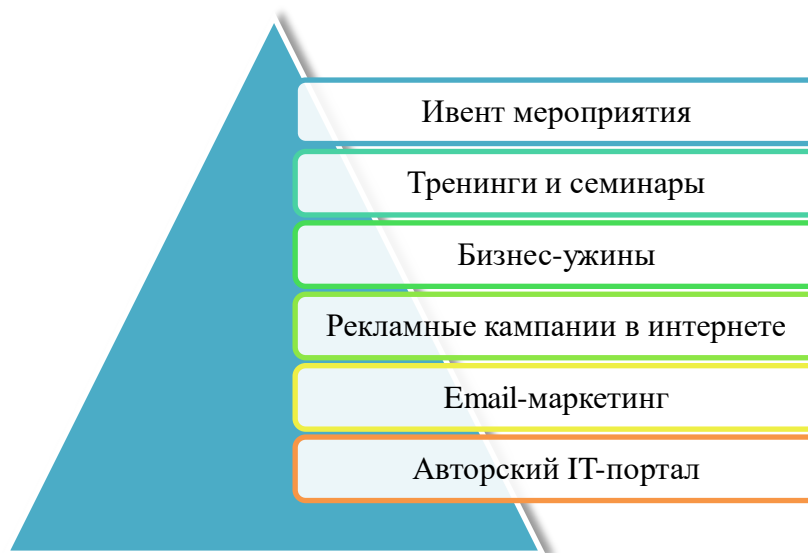 Ивент мероприятия
Тренинги и семинары
Бизнес-ужины
Рекламные кампании в интернете
Email-маркетинг
Авторский IT-портал